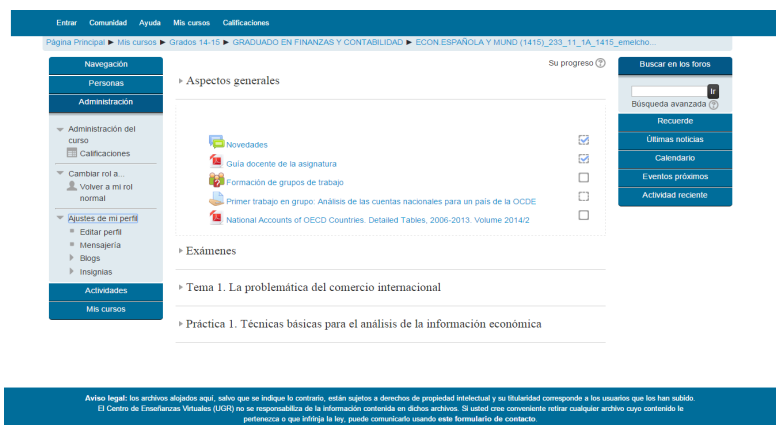 Entrar Comunidad Ayuda Mis cursos Calificaciones
Página Principal ► Mis cursos ► Grados 14-15 ► GRADUADO EN FINANZAS Y CONTABILIDAD ► ECON.ESPAÑOLA Y MUND (1415)_233_11_1A_1415_emelcho...
Navegación
Personas
Administración
Administración del
curso
Calificaciones
Cambiar rol a...
Volver a mi rol
normal
Ajustes de mi perfil
Editar perfil
Mensajería
Blogs
Insignias
Actividades
Mis cursos
Su progreso
Aspectos generales
Novedades
Guía docente de la asignatura
Formación de grupos de trabajo
Primer trabajo en grupo: Análisis de las cuentas nacionales para un país de la OCDE
National Accounts of OECD Countries. Detailed Tables, 2006-2013. Volume 2014/2
Exámenes
Tema 1. La problemática del comercio internacional
Práctica 1. Técnicas básicas para el análisis de la información económica
Buscar en los foros
Ir
Búsqueda avanzada
Recuerde
Últimas noticias
Calendario
Eventos próximos
Actividad reciente
Aviso legal: los archivos alojados aquí, salvo que se indique lo contrario, están sujetos a derechos de propiedad intelectual y su titularidad corresponde a los usuarios que los han subido.
El Centro de Enseñanzas Virtuales (UGR) no se responsabiliza de la información contenida en dichos archivos. Si usted cree conveniente retirar cualquier archivo cuyo contenido le
pertenezca o que infrinja la ley, puede comunicarlo usando este formulario de contacto.